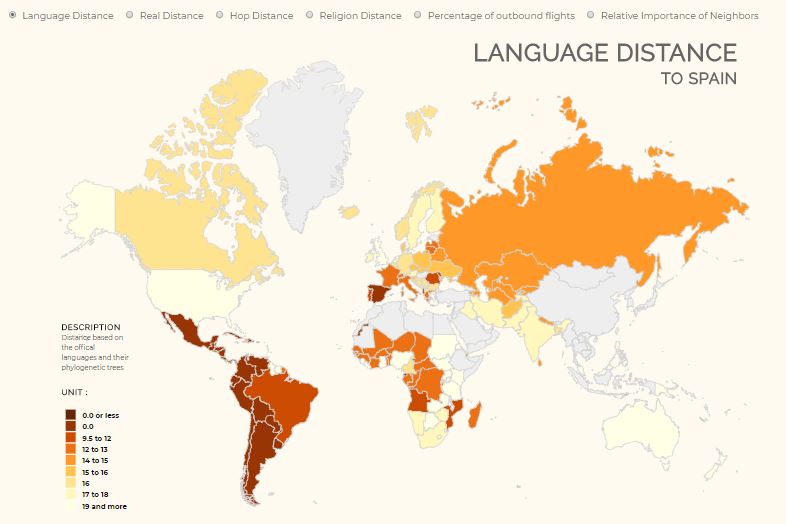 Language Distance Real Distance Hop Distance Religion Distance Percentage of outbound flights Relative Importance of Neighbors
LANGUAGE DISTANCE
TO SPAIN
DESCRIPTION
Distance based on
the offical
languages and their
phylogenetic trees
UNIT :
0.0 or less
0.0
9.5 to 12
12 to 13
14 to 15
15 to 16
16
17 to 18
19 and more